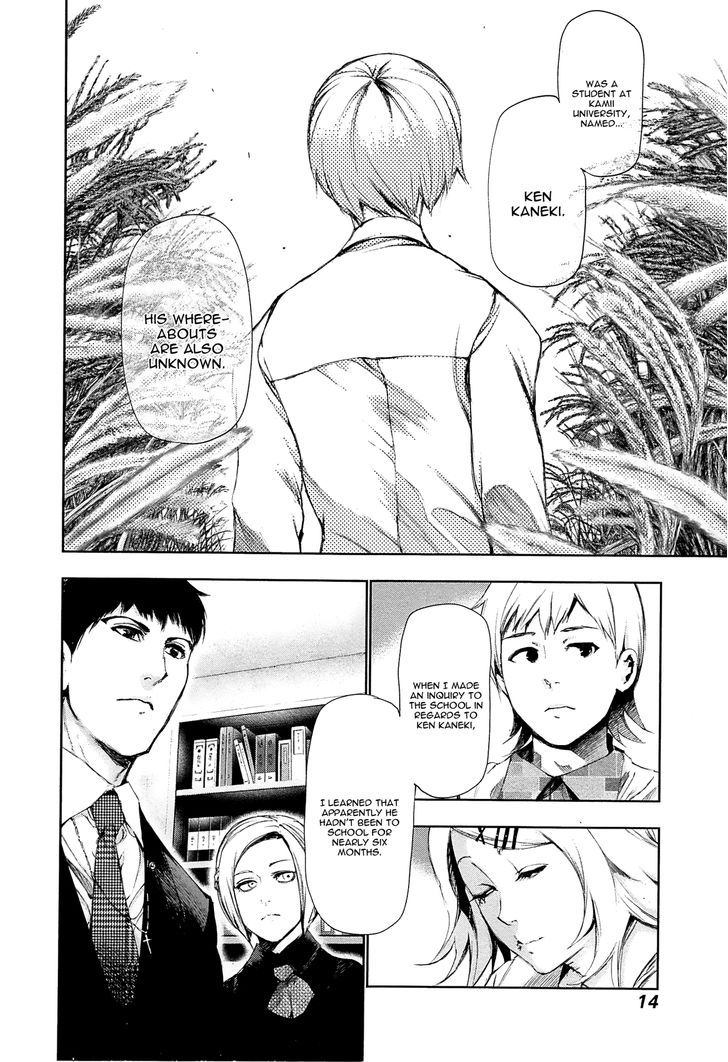 WAS A
STUDENT AT
KAMII
UNIVERSITY,
NAMED...
KEN
KANEKI.
HIS WHERE-
ABOUTS
ARE ALSO
UNKNOWN.
WHEN I MADE
AN INQUIRY TO
THE SCHOOL IN
REGARDS TO
KEN KANEKI,
I LEARNED THAT
APPARENTLY HE
HADN'T BEEN TO
SCHOOL FOR
NEARLY SIX
MONTHS.
14